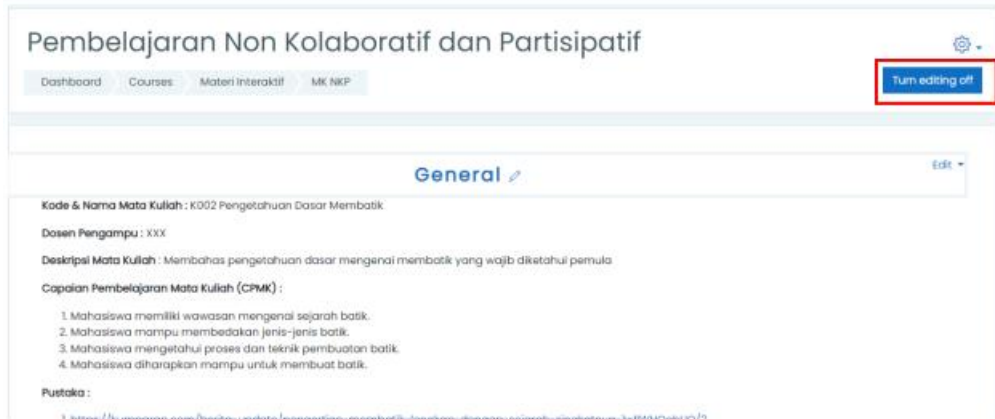 Pembelajaran Non Kolaboratif dan Partisipatif
Dashboard Courses Materi Interaktif MK NKP
Turn editing off
General
Edit
Kode & Nama Mata Kuliah : K002 Pengetahuan Dasar Membatik
Dosen Pengampu : XXX
Deskripsi Mata Kuliah : Membahas pengetahuan dasar mengenai membatik yang wajib diketahui pemula
Capaian Pembelajaran Mata Kuliah (CPMK) :
1. Mahasiswa memiliki wawasan mengenai sejarah batik.
2. Mahasiswa mampu membedakan jenis-jenis batik.
3. Mahasiswa mengetahui proses dan teknik pembuatan batik.
4. Mahasiswa diharapkan mampu untuk membuat batik.
Pustaka :